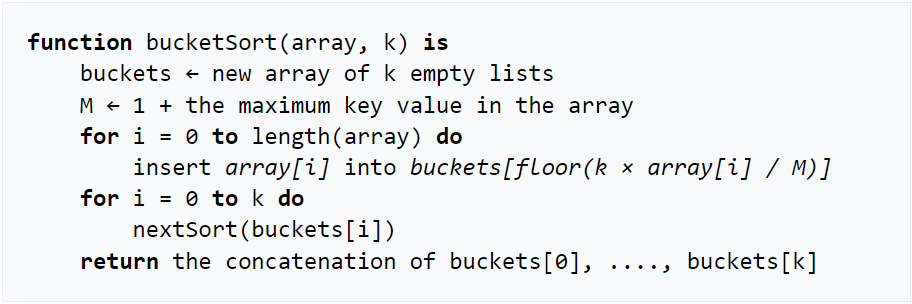 function bucketSort(array, k) is
buckets ← new array of k empty lists
M ← 1 + the maximum key value in the array
for i = 0 to length(array) do
insert array[i] into buckets[floor(k × array[i] / M)]
for i = 0 to k do
nextSort(buckets[i])
return the concatenation of buckets[0], ...., buckets[k]